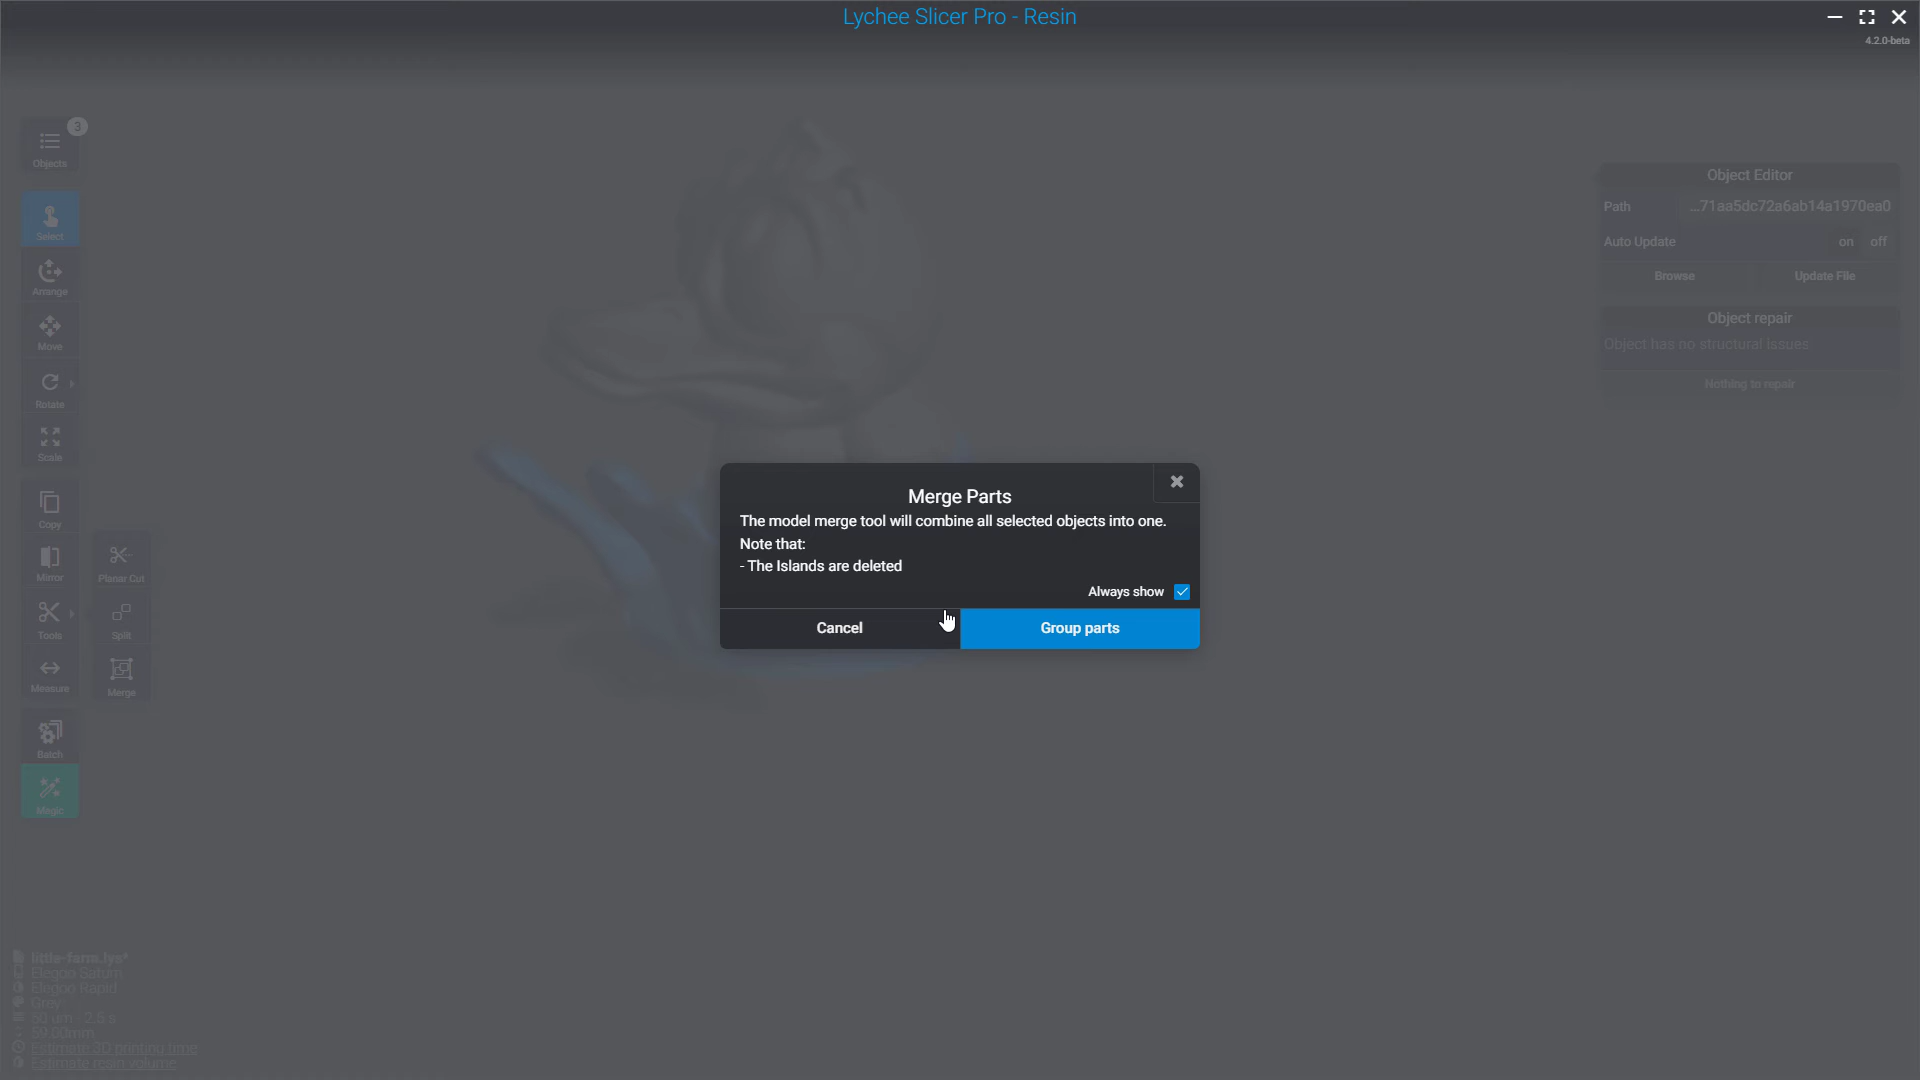 Lychee Slicer Pro - Resin
4.2.0-beta
3
Objects
Select
Arrange
Move
Rotate
Scale
Copy
Mirror
Planar Cut
Tools
Split
Measure
Merge
Batch
Magic
Object Editor
Path ...71aa5dc72a6ab14a1970ea0
Auto Update on off
Browse Update File
Object repair
Object has no structural issues
Nothing to repair
Merge Parts
The model merge tool will combine all selected objects into one.
Note that:
- The Islands are deleted
Always show
Cancel Group parts
little-farm.lys*
Elegoo Saturn
Elegoo Rapid
Grey
50 um : 2.5 s
59.00mm
Estimate 3D printing time
Estimate resin volume